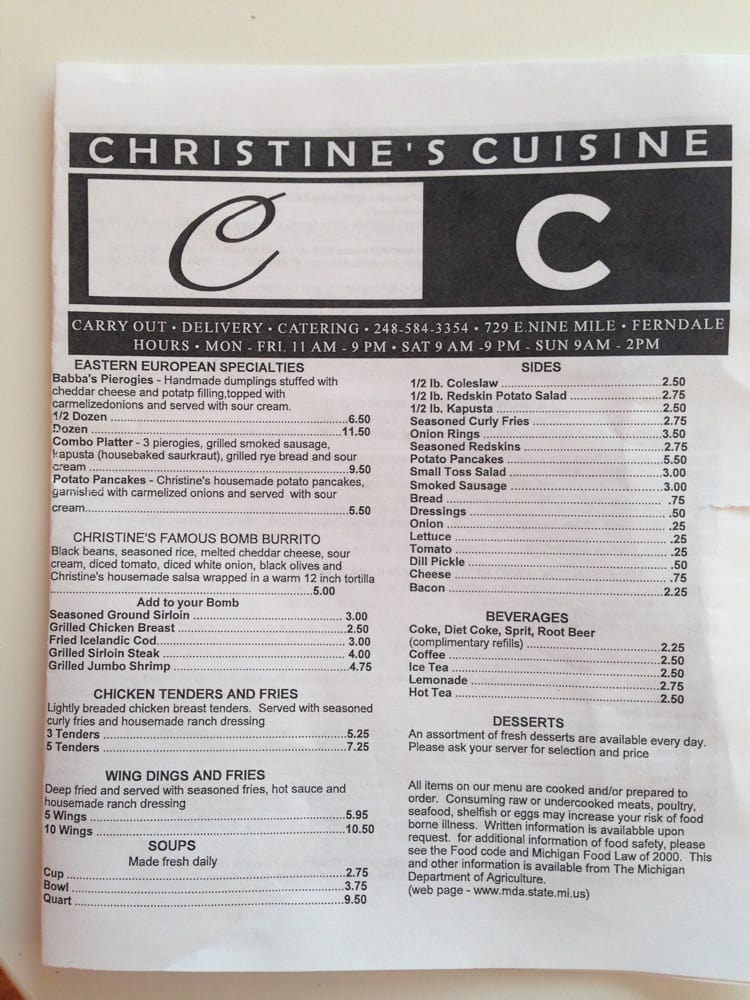 CHRISTINE'S CUISINE
C C
CARRY OUT • DELIVERY • CATERING • 248-584-3354 • 729 E.NINE MILE • FERNDALE
HOURS • MON - FRI. 11 AM - 9 PM • SAT 9 AM -9 PM - SUN 9AM - 2PM
EASTERN EUROPEAN SPECIALTIES
Babba's Pierogies - Handmade dumplings stuffed with
cheddar cheese and potatp filling,topped with
carmelizedonions and served with sour cream.
1/2 Dozen ........ 6.50
Dozen ........ 11.50
Combo Platter - 3 pierogies, grilled smoked sausage,
kapusta (housebaked saurkraut), grilled rye bread and sour
cream ........ 9.50
Potato Pancakes - Christine's housemade potato pancakes,
garnished with carmelized onions and served with sour
cream........ 5.50
CHRISTINE'S FAMOUS BOMB BURRITO
Black beans, seasoned rice, melted cheddar cheese, sour
cream, diced tomato, diced white onion, black olives and
Christine's housemade salsa wrapped in a warm 12 inch tortilla
........ 5.00
Add to your Bomb
Seasoned Ground Sirloin ........ 3.00
Grilled Chicken Breast ........ 2.50
Fried Icelandic Cod ........ 3.00
Grilled Sirloin Steak ........ 4.00
Grilled Jumbo Shrimp ........ 4.75
CHICKEN TENDERS AND FRIES
Lightly breaded chicken breast tenders. Served with seasoned
curly fries and housemade ranch dressing
3 Tenders ........ 5.25
5 Tenders ........ 7.25
WING DINGS AND FRIES
Deep fried and served with seasoned fries, hot sauce and
housemade ranch dressing
5 Wings ........ 5.95
10 Wings ........ 10.50
SOUPS
Made fresh daily
Cup ........ 2.75
Bowl ........ 3.75
Quart ........ 9.50
SIDES
1/2 lb. Coleslaw ........ 2.50
1/2 lb. Redskin Potato Salad ........ 2.75
1/2 lb. Kapusta ........ 2.50
Seasoned Curly Fries ........ 2.75
Onion Rings ........ 3.50
Seasoned Redskins ........ 2.75
Potato Pancakes ........ 5.50
Small Toss Salad ........ 3.00
Smoked Sausage ........ 3.00
Bread ........ .75
Dressings ........ .50
Onion ........ .25
Lettuce ........ .25
Tomato ........ .25
Dill Pickle ........ .50
Cheese ........ .75
Bacon ........ 2.25
BEVERAGES
Coke, Diet Coke, Sprit, Root Beer
(complimentary refills) ........ 2.25
Coffee ........ 2.50
Ice Tea ........ 2.50
Lemonade ........ 2.75
Hot Tea ........ 2.50
DESSERTS
An assortment of fresh desserts are available every day.
Please ask your server for selection and price
All items on our menu are cooked and/or prepared to
order. Consuming raw or undercooked meats, poultry,
seafood, shelfish or eggs may increase your risk of food
borne illness. Written information is availabble upon
request. for additional information of food safety, please
see the Food code and Michigan Food Law of 2000. This
and other information is available from The Michigan
Department of Agriculture.
(web page - www.mda.state.mi.us)